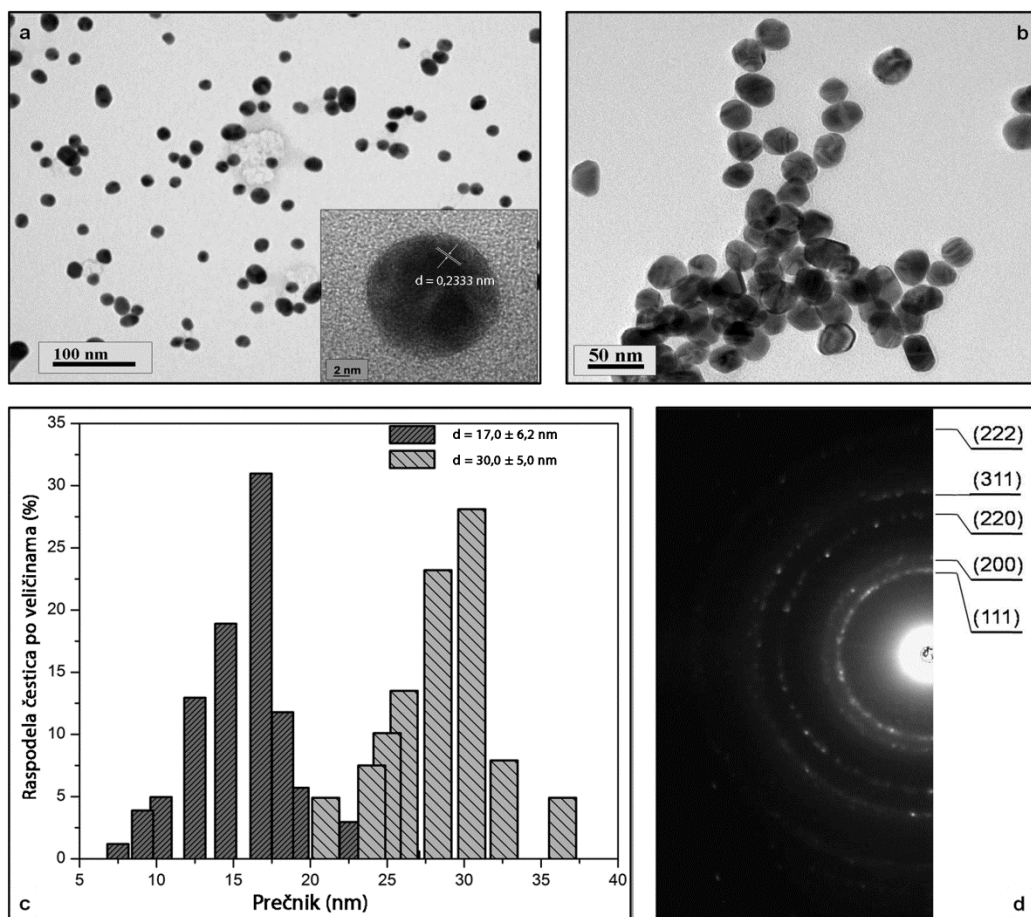 a
d = 0,2333 nm
100 nm
2 nm
b
50 nm
35
30
25
20
15
10
5
0
Raspodela čestica po veličinama (%)
d = 17,0 ± 6,2 nm
d = 30,0 ± 5,0 nm
5 10 15 20 25 30 35 40
Prečnik (nm)
c
(222)
(311)
(220)
(200)
(111)
d